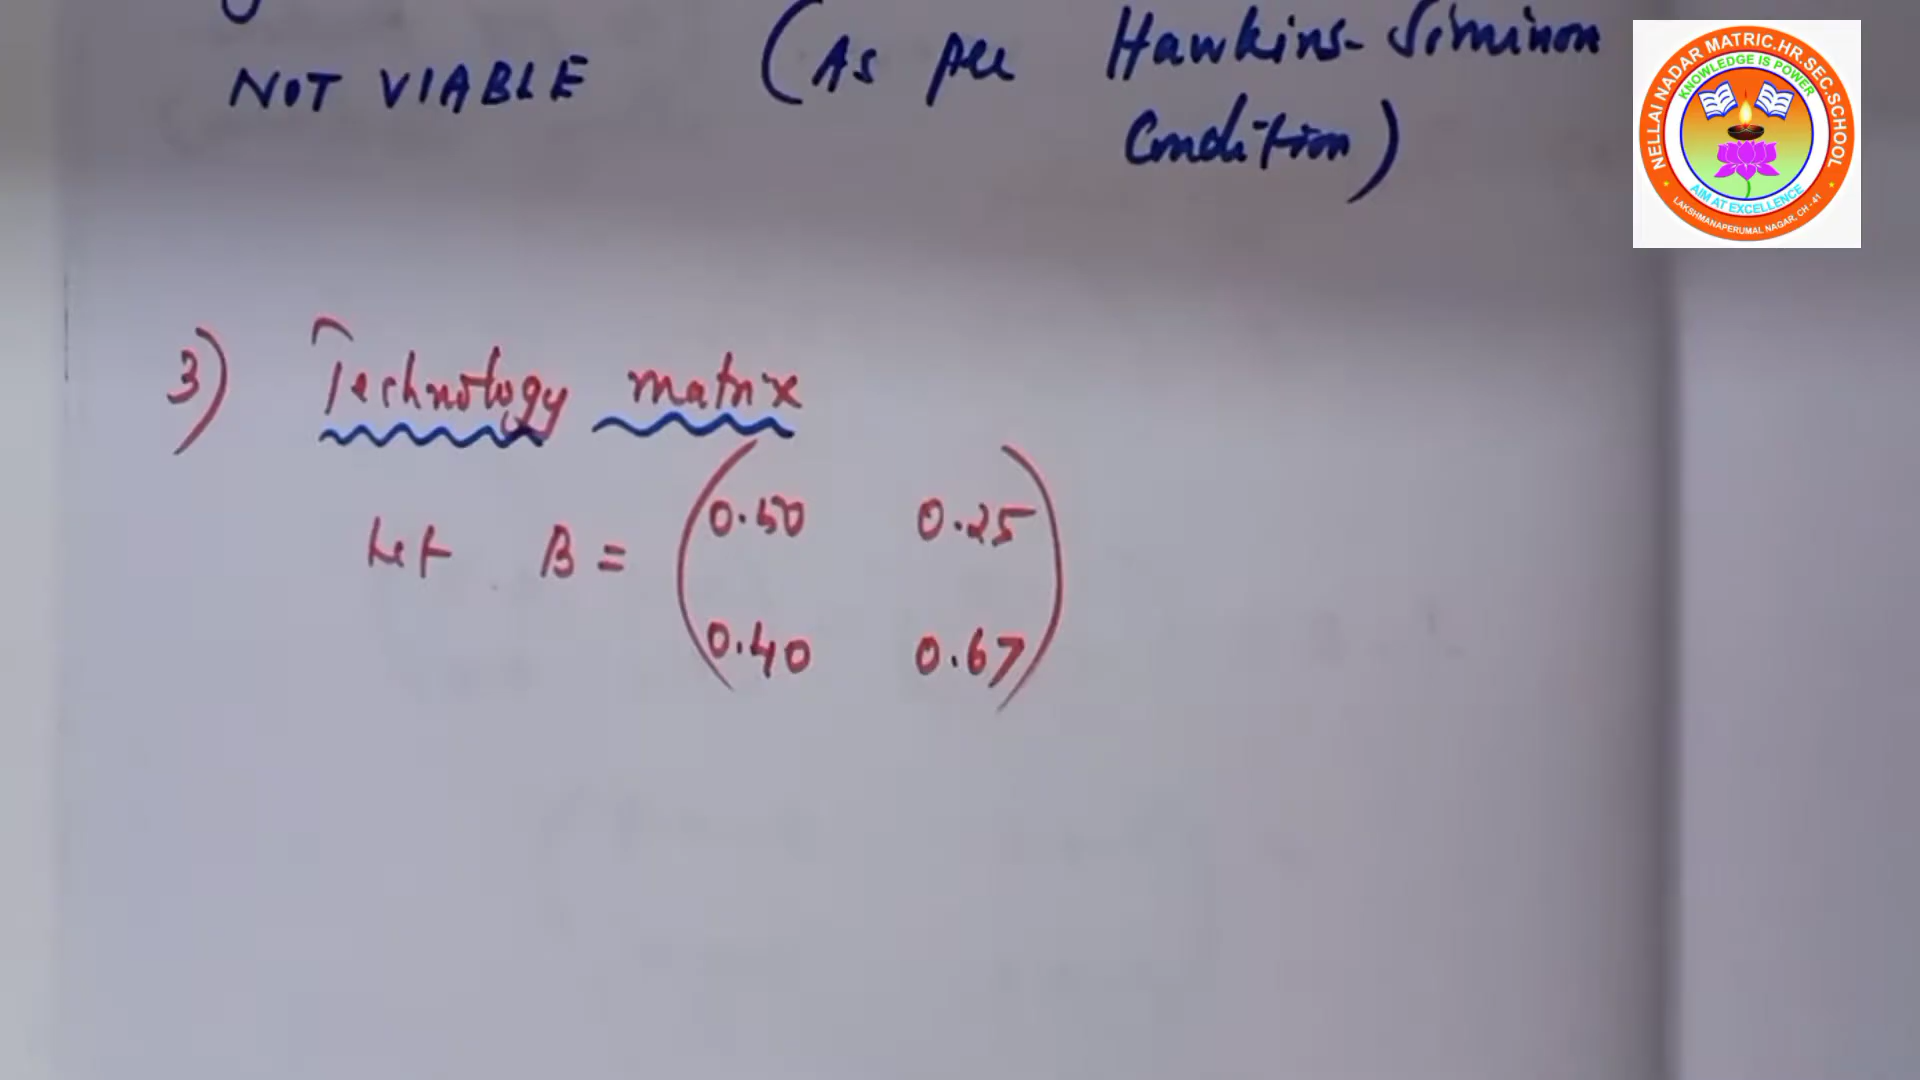 NOT VIABLE (As per Hawkins-Siminon
Condition)
NELLAI NADAR MATRIC.HR.SEC.SCHOOL
KNOWLEDGE IS POWER
AIM AT EXCELLENCE
LAKSHMANAPERUMAL NAGAR, CH - 41
3) Technology matrix
Let B = (0.50 0.25
0.40 0.67)